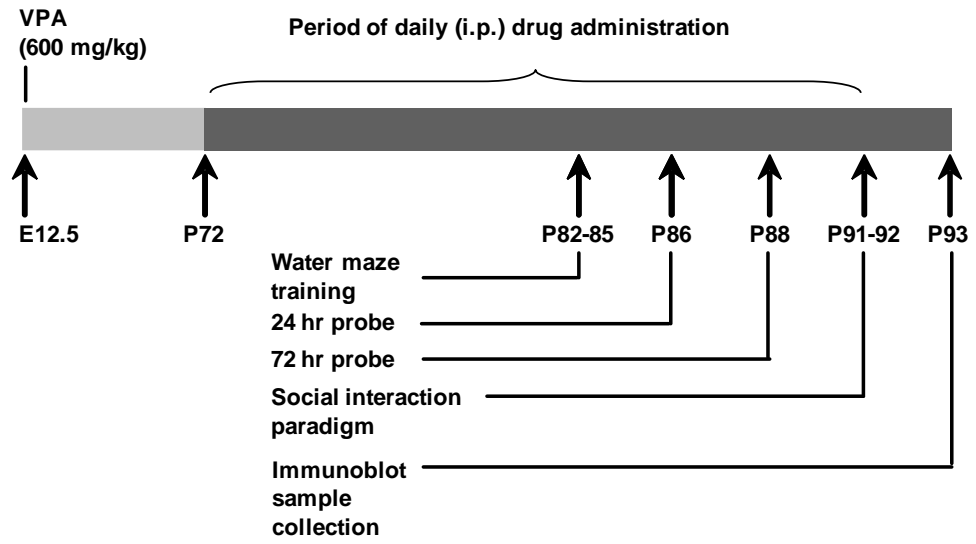 VPA
(600 mg/kg)
Period of daily (i.p.) drug administration
E12.5
P72
P82-85
P86
P88
P91-92
P93
Water maze
training
24 hr probe
72 hr probe
Social interaction
paradigm
Immunoblot
sample
collection